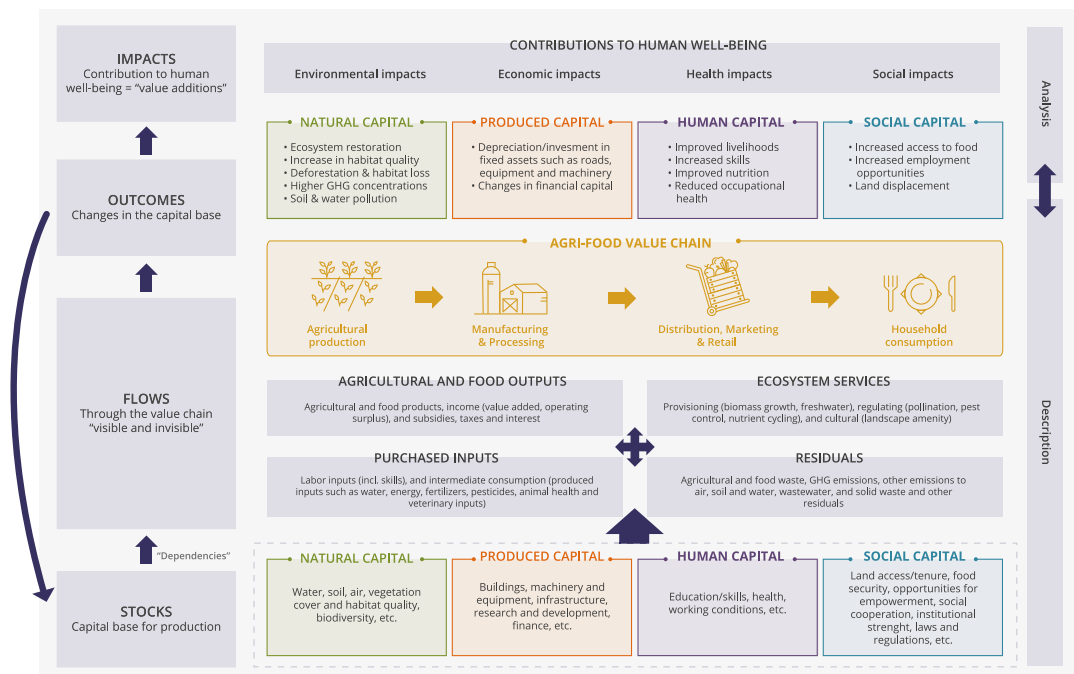 IMPACTS
Contribution to human
well-being = “value additions”
OUTCOMES
Changes in the capital base
FLOWS
Through the value chain
“visible and invisible”
“Dependencies”
STOCKS
Capital base for production
CONTRIBUTIONS TO HUMAN WELL-BEING
Environmental impacts
Economic impacts
Health impacts
Social impacts
NATURAL CAPITAL
• Ecosystem restoration
• Increase in habitat quality
• Deforestation & habitat loss
• Higher GHG concentrations
• Soil & water pollution
PRODUCED CAPITAL
• Depreciation/invesment in
fixed assets such as roads,
equipment and machinery
• Changes in financial capital
HUMAN CAPITAL
• Improved livelihoods
• Increased skills
• Improved nutrition
• Reduced occupational
health
SOCIAL CAPITAL
• Increased access to food
• Increased employment
opportunities
• Land displacement
AGRI-FOOD VALUE CHAIN
Agricultural
production
Manufacturing
& Processing
Distribution, Marketing
& Retail
Household
consumption
AGRICULTURAL AND FOOD OUTPUTS
Agricultural and food products, income (value added, operating
surplus), and subsidies, taxes and interest
ECOSYSTEM SERVICES
Provisioning (biomass growth, freshwater), regulating (pollination, pest
control, nutrient cycling), and cultural (landscape amenity)
PURCHASED INPUTS
Labor inputs (incl. skills), and intermediate consumption (produced
inputs such as water, energy, fertilizers, pesticides, animal health and
veterinary inputs)
RESIDUALS
Agricultural and food waste, GHG emissions, other emissions to
air, soil and water, wastewater, and solid waste and other
residuals
NATURAL CAPITAL
Water, soil, air, vegetation
cover and habitat quality,
biodiversity, etc.
PRODUCED CAPITAL
Buildings, machinery and
equipment, infrastructure,
research and development,
finance, etc.
HUMAN CAPITAL
Education/skills, health,
working conditions, etc.
SOCIAL CAPITAL
Land access/tenure, food
security, opportunities for
empowerment, social
cooperation, institutional
strenght, laws and
regulations, etc.
Analysis
Description